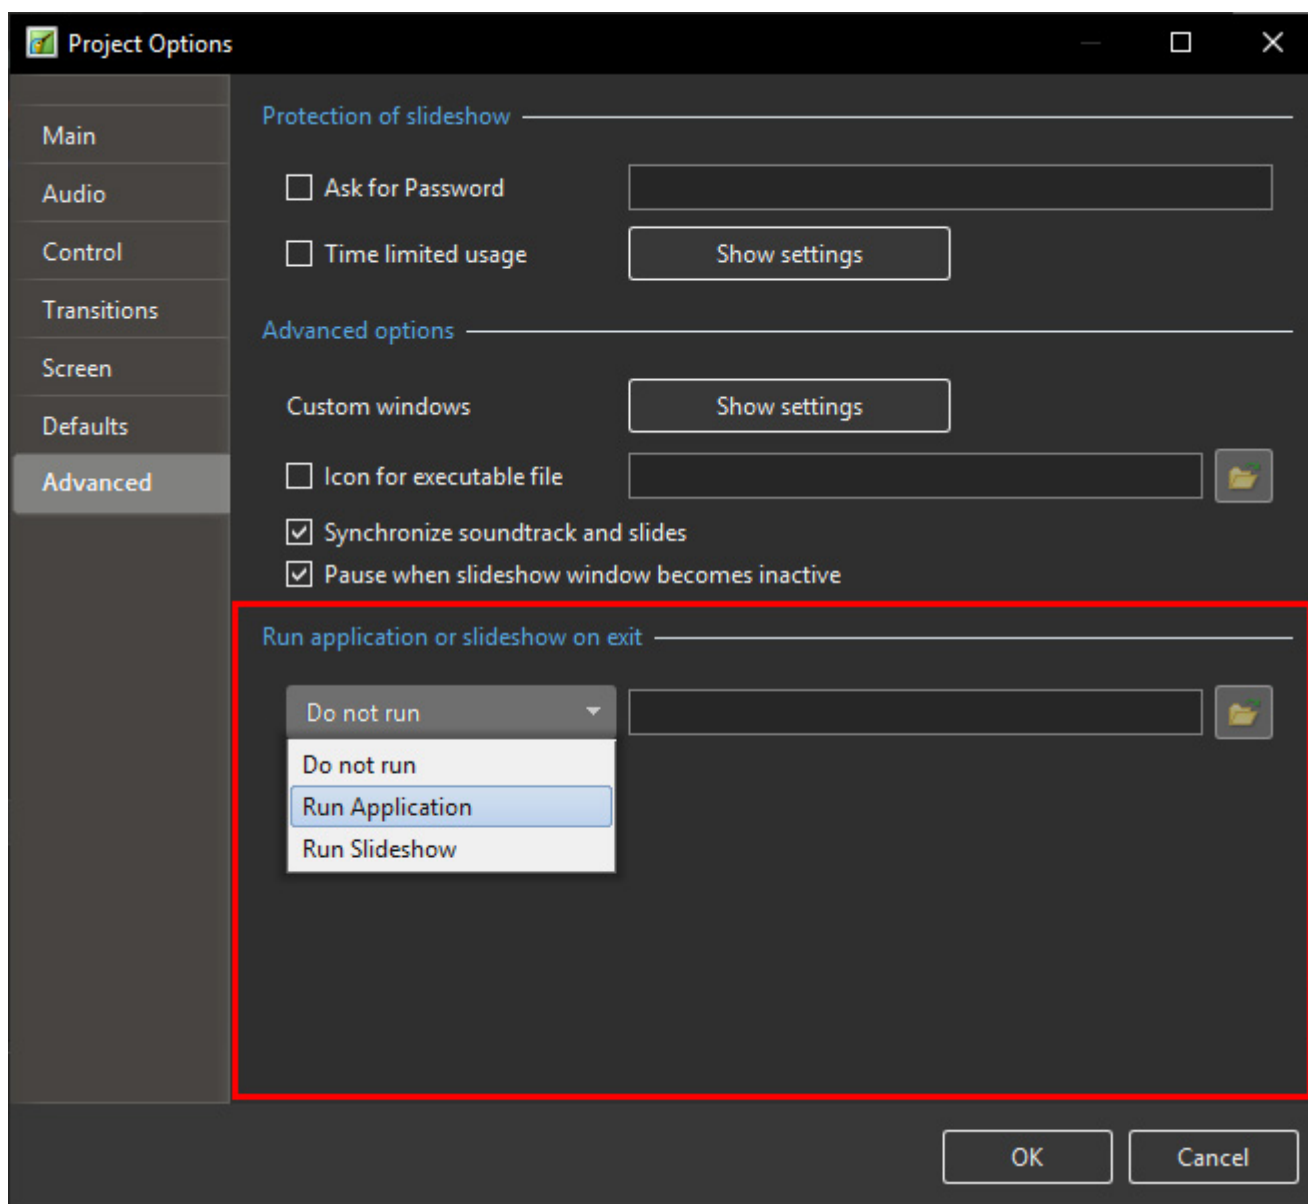 Project Options
Main
Audio
Control
Transitions
Screen
Defaults
Advanced
Protection of slideshow
Ask for Password
Time limited usage
Show settings
Advanced options
Custom windows
Show settings
Icon for executable file
Synchronize soundtrack and slides
Pause when slideshow window becomes inactive
Run application or slideshow on exit
Do not run
Do not run
Run Application
Run Slideshow
OK
Cancel